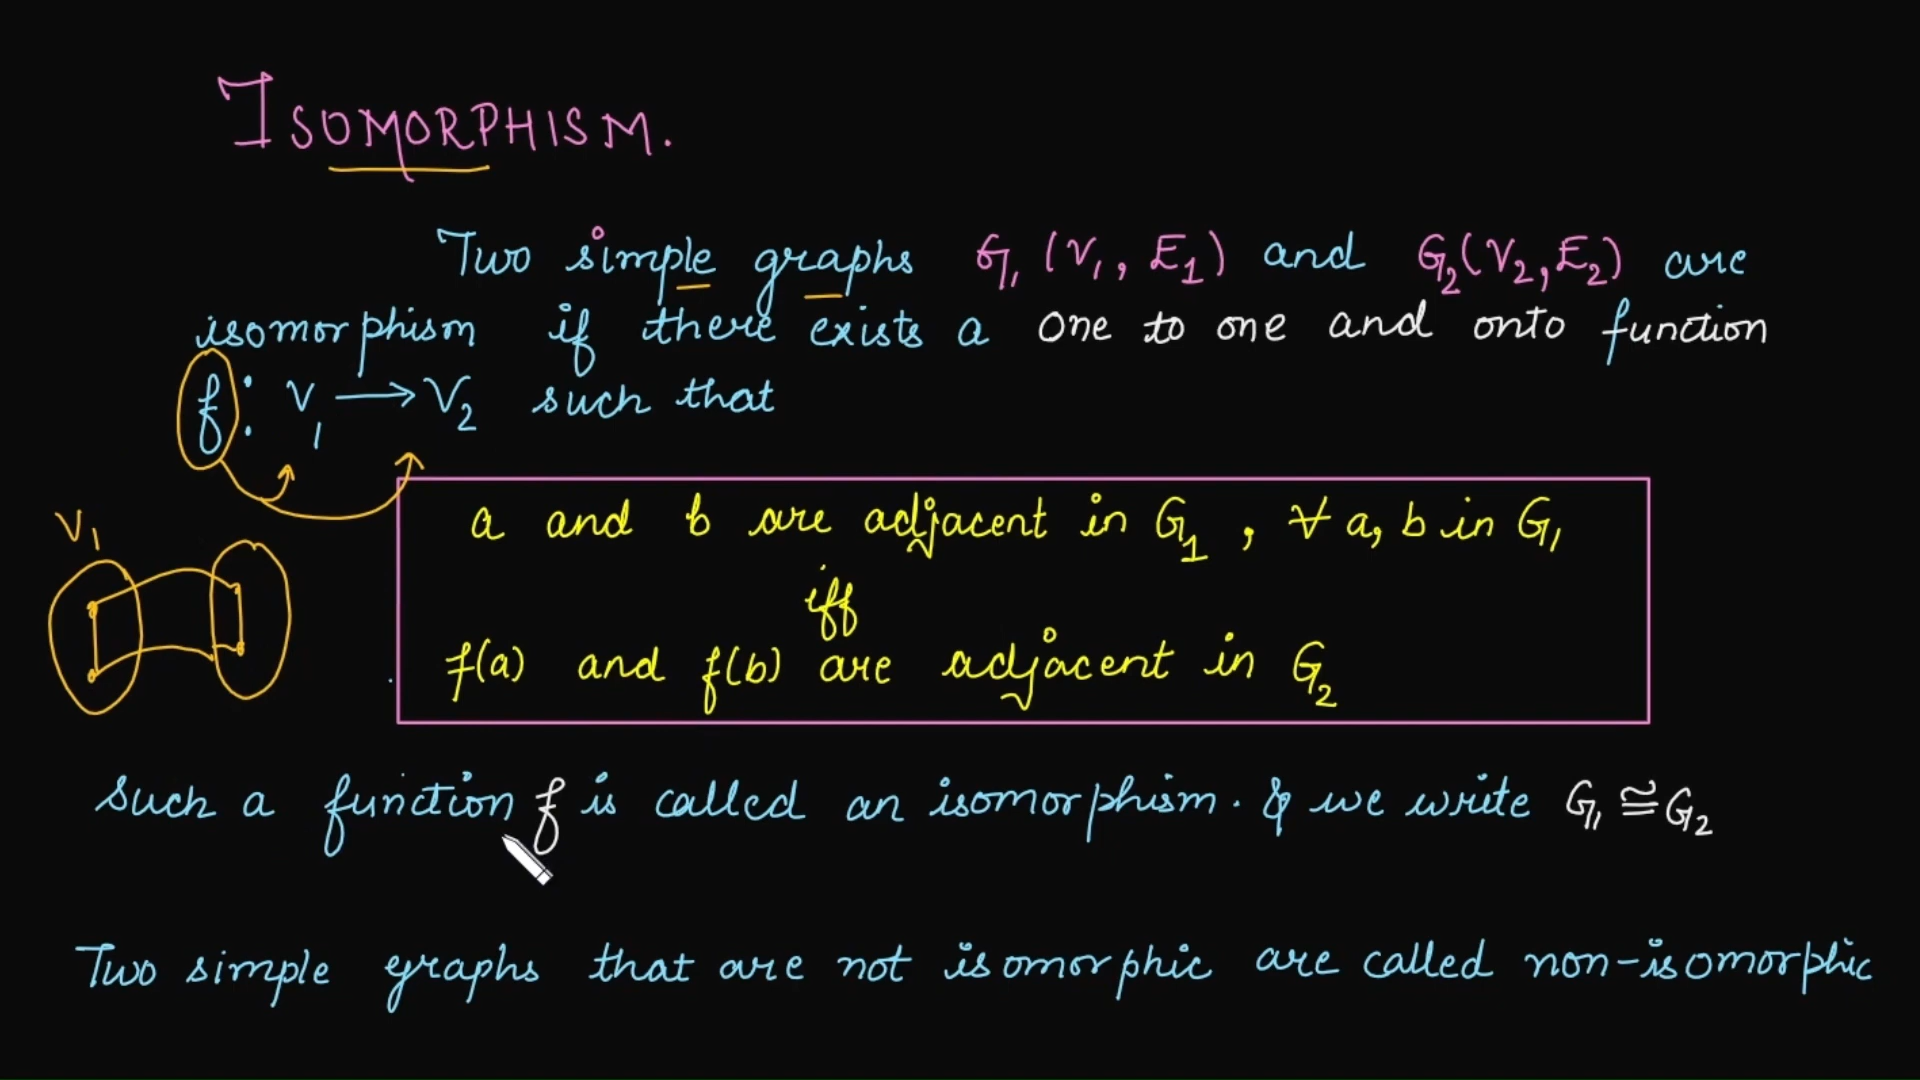 ISOMORPHISM.
Two simple graphs G₁ (V₁, E₁) and G₂(V₂,E₂) are
isomorphism if there exists a one to one and onto function
f: V₁ ⟶ V₂ such that
a and b are adjacent in G₁, ∀ a, b in G₁
iff
f(a) and f(b) are adjacent in G₂
V₁
Such a function f is called an isomorphism. & we write G₁ ≅ G₂
Two simple graphs that are not isomorphic are called non-isomorphic